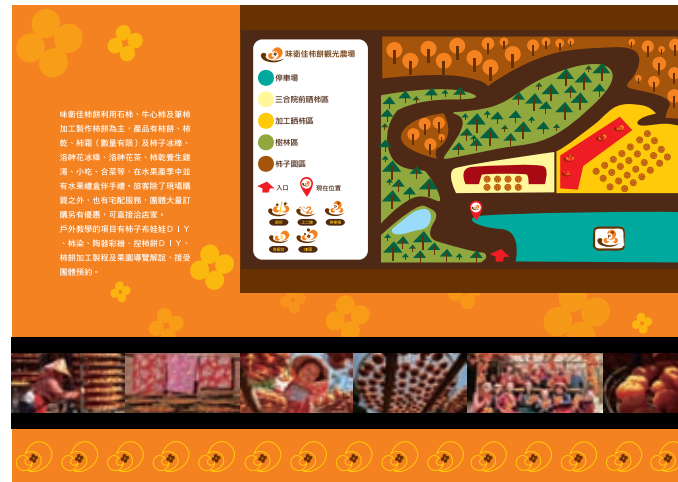 味衛佳柿餅利用石柿、牛心柿及筆柿
加工製作柿餅為主，產品有柿餅、柿
乾、柿霜（數量有限）及柿子冰棒、
洛神花冰棒、洛神花茶、柿乾養生雞
湯、小吃、合菜等，在水果產季中並
有水果禮盒伴手禮，旅客除了現場購
買之外，也有宅配服務，團體大量訂
購另有優惠，可直接洽店家。
戶外教學的項目有柿子布娃娃ＤＩＹ
、柿染、陶器彩繪、捏柿餅ＤＩＹ、
柿餅加工製程及果園導覽解說，接受
團體預約。
味衛佳柿餅觀光農場
停車場
三合院前晒柿區
加工晒柿區
樹林區
柿子園區
入口
現在位置